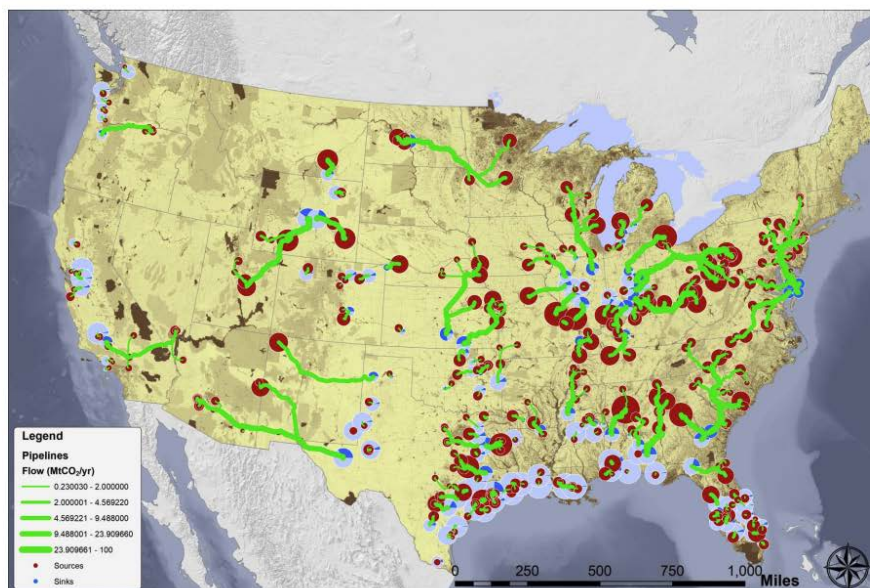 Legend
Pipelines
Flow (MtCO₂/yr)
0.230030 - 2.000000
2.000001 - 4.569220
4.569221 - 9.488000
9.488001 - 23.909660
23.909661 - 100
Sources
Sinks
0 250 500 750 1,000
Miles